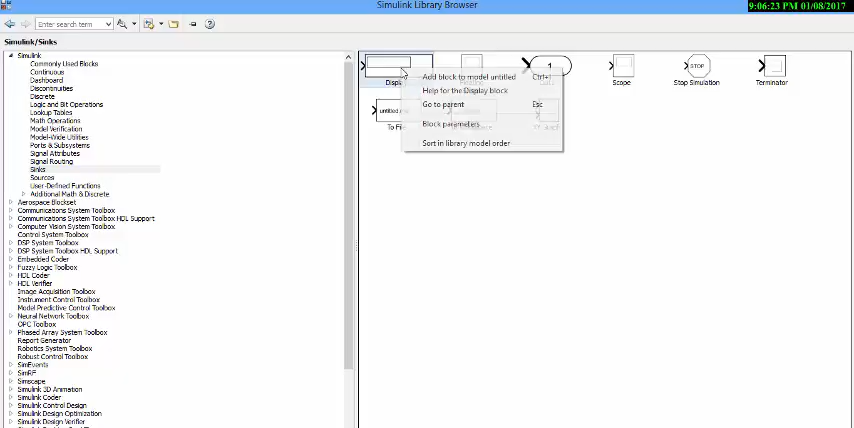 Simulink Library Browser
9:06:23 PM 01/08/2017
Enter search term
Simulink/Sinks
Simulink
Commonly Used Blocks
Continuous
Dashboard
Discontinuities
Discrete
Logic and Bit Operations
Lookup Tables
Math Operations
Model Verification
Model-Wide Utilities
Ports & Subsystems
Signal Attributes
Signal Routing
Sinks
Sources
User-Defined Functions
Additional Math & Discrete
Aerospace Blockset
Communications System Toolbox
Communications System Toolbox HDL Support
Computer Vision System Toolbox
Control System Toolbox
DSP System Toolbox
DSP System Toolbox HDL Support
Embedded Coder
Fuzzy Logic Toolbox
HDL Coder
HDL Verifier
Image Acquisition Toolbox
Instrument Control Toolbox
Model Predictive Control Toolbox
Neural Network Toolbox
OPC Toolbox
Phased Array System Toolbox
Report Generator
Robotics System Toolbox
Robust Control Toolbox
SimEvents
SimRF
Simscape
Simulink 3D Animation
Simulink Coder
Simulink Control Design
Simulink Design Optimization
Simulink Design Verifier
1
STOP
Displa
Scope
Stop Simulation
Terminator
To File
Add block to model untitled Ctrl+I
Help for the Display block
Go to parent Esc
Block parameters
Sort in library model order